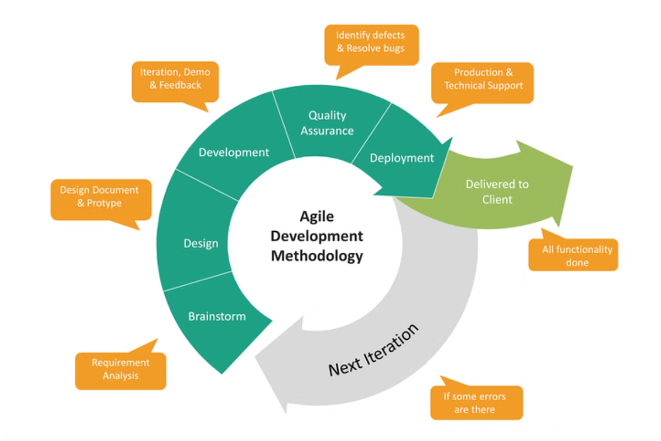 Identify defects
& Resolve bugs
Iteration, Demo
& Feedback
Production &
Technical Support
Quality
Assurance
Development
Deployment
Design Document
& Protype
Delivered to
Client
Agile
Development
Methodology
Design
All functionality
done
Brainstorm
Next Iteration
Requirement
Analysis
If some errors
are there